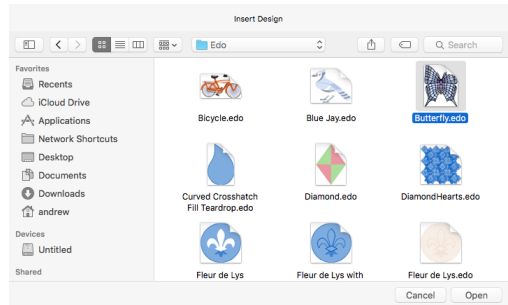 Insert Design
Edo
Search
Favorites
Recents
iCloud Drive
Applications
Network Shortcuts
Desktop
Documents
Downloads
andrew
Devices
Untitled
Shared
Bicycle.edo
Blue Jay.edo
Butterfly.edo
Curved Crosshatch
Fill Teardrop.edo
Diamond.edo
DiamondHearts.edo
Fleur de Lys
Fleur de Lys with
Fleur de Lys.edo
Cancel
Open